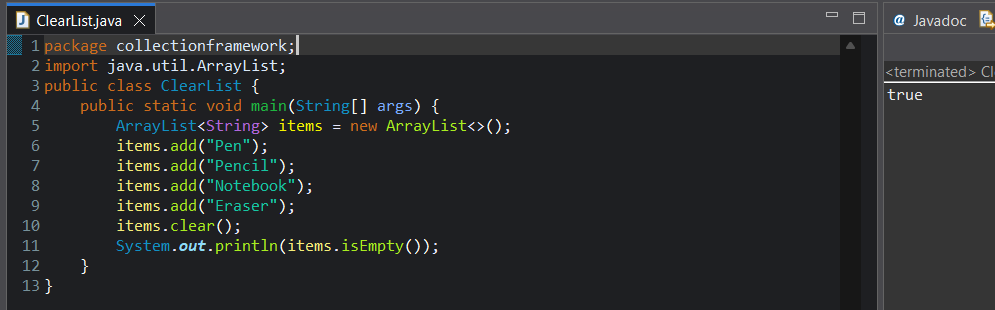 ClearList.java
1 package collectionframework;
2 import java.util.ArrayList;
3 public class ClearList {
4     public static void main(String[] args) {
5         ArrayList<String> items = new ArrayList<>();
6         items.add("Pen");
7         items.add("Pencil");
8         items.add("Notebook");
9         items.add("Eraser");
10         items.clear();
11         System.out.println(items.isEmpty());
12     }
13 }
@ Javadoc
<terminated> Cl
true